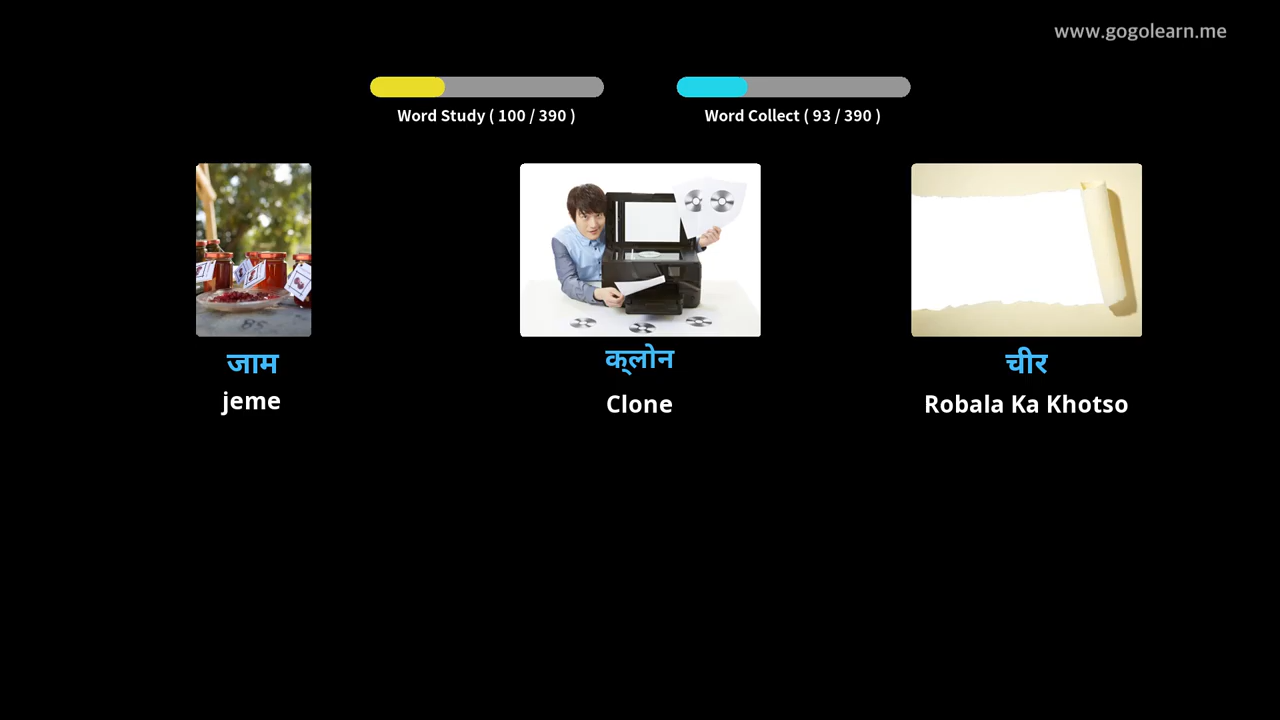 www.gogolearn.me
Word Study ( 100 / 390 )
Word Collect ( 93 / 390 )
जाम
jeme
क्लोन
Clone
चीर
Robala Ka Khotso